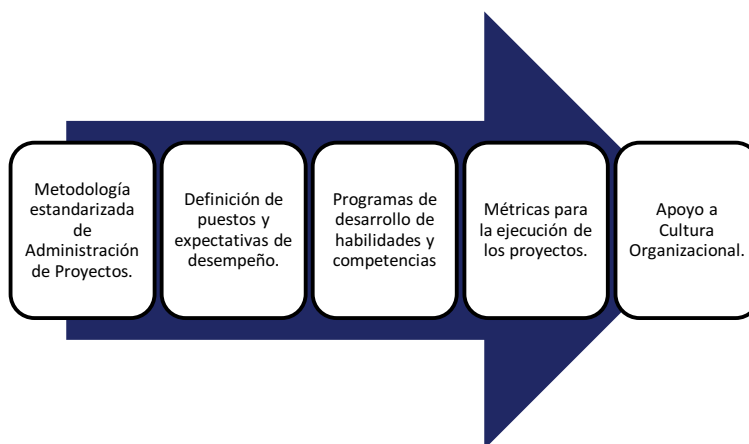 Metodología
estandarizada
de
Administración
de Proyectos.
Definición de
puestos y
expectativas de
desempeño.
Programas de
desarrollo de
habilidades y
competencias
Métricas para
la ejecución de
los proyectos.
Apoyo a
Cultura
Organizacional.